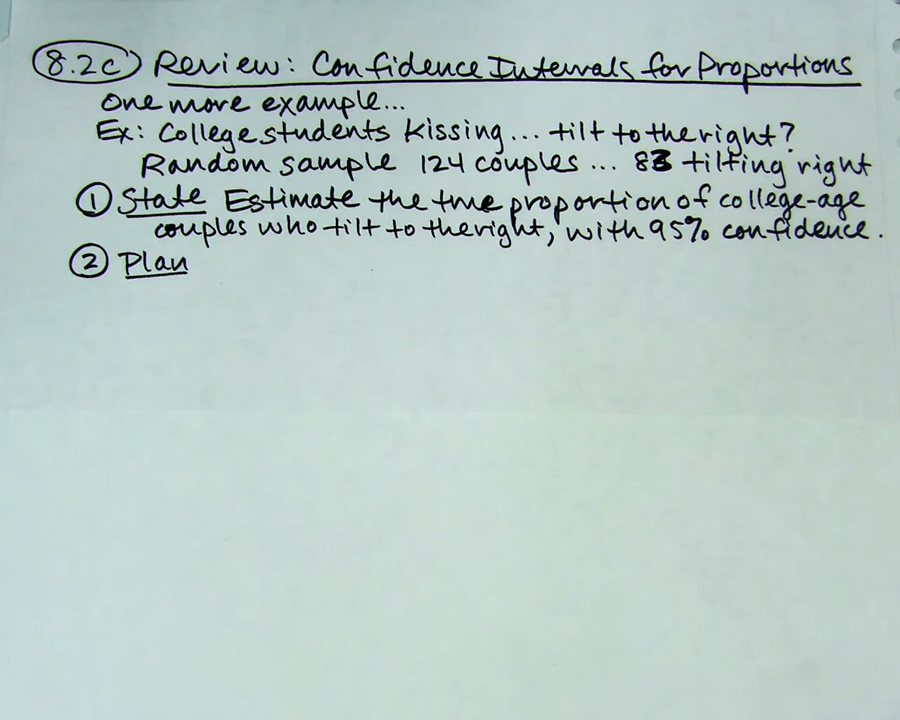 8.2c Review: Confidence Intervals for Proportions
One more example...
Ex: College students kissing... tilt to the right?
Random sample 124 couples ... 83 tilting right
① State Estimate the true proportion of college-age
couples who tilt to the right, with 95% confidence.
② Plan